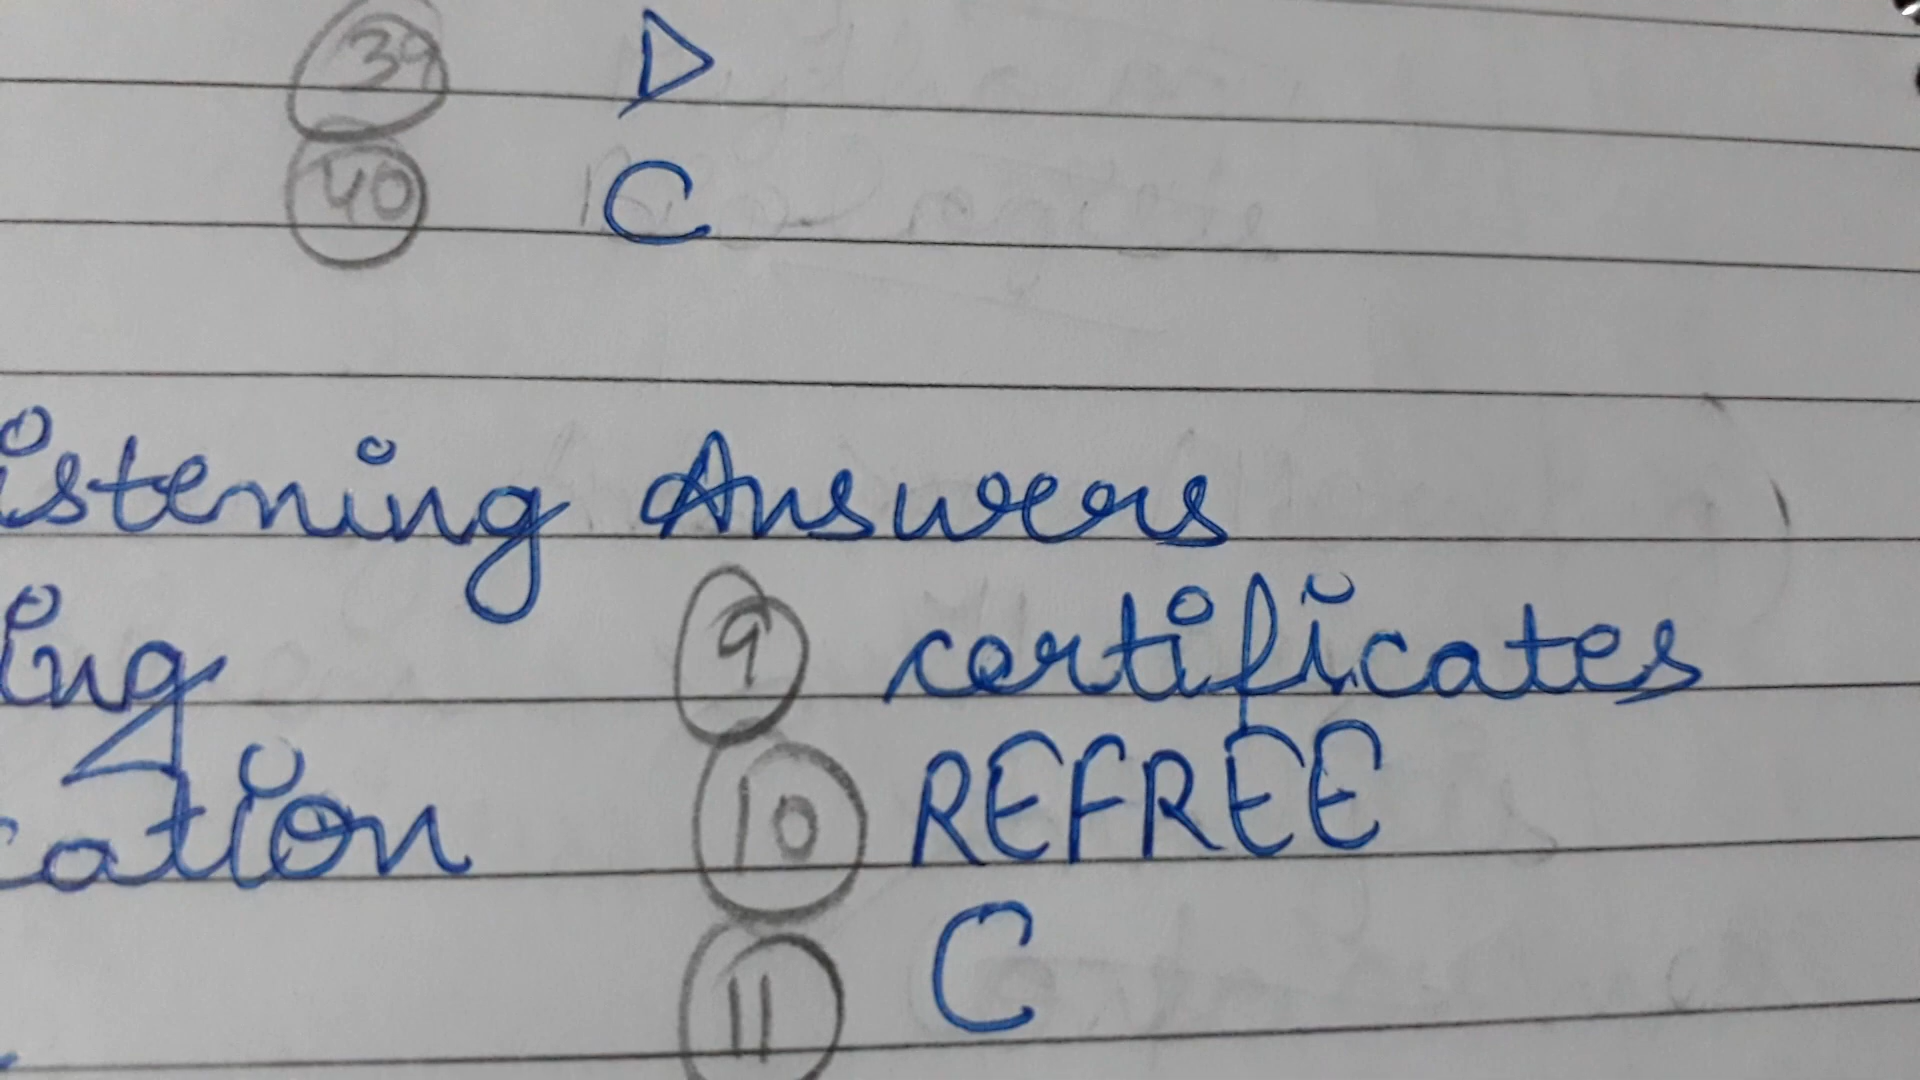 39 D
40 C
istening Answers
ing 9 certificates
cation 10 REFREE
11 C